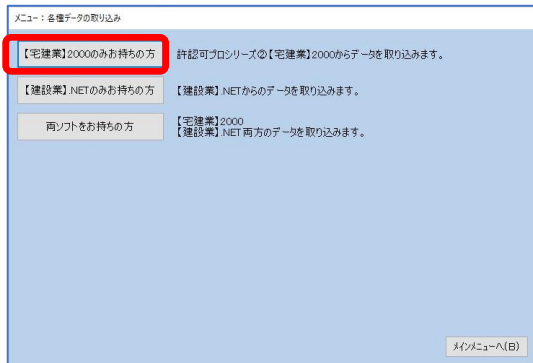 メニュー：各種データの取り込み
【宅建業】2000のみお持ちの方
許認可プロシリーズ②【宅建業】2000からデータを取り込みます。
【建設業】.NETのみお持ちの方
【建設業】.NETからのデータを取り込みます。
両ソフトをお持ちの方
【宅建業】2000
【建設業】.NET両方のデータを取り込みます。
メインメニューへ(B)